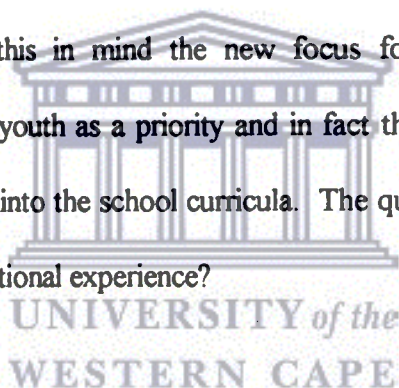 this in mind the new focus fo
youth as a priority and in fact th
into the school curricula. The qu
tional experience?
UNIVERSITY of the
WESTERN CAPE